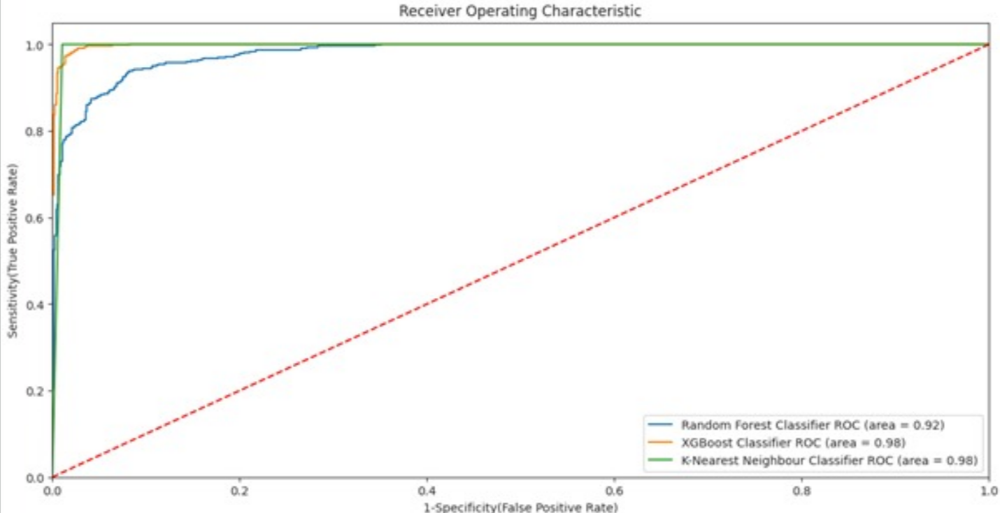 Receiver Operating Characteristic
1.0
0.8
0.6
0.4
0.2
0.0
Sensitivity(True Positive Rate)
Random Forest Classifier ROC (area = 0.92)
XGBoost Classifier ROC (area = 0.98)
K-Nearest Neighbour Classifier ROC (area = 0.98)
0.0 0.2 0.4 0.6 0.8 1.0
1-Specificity(False Positive Rate)